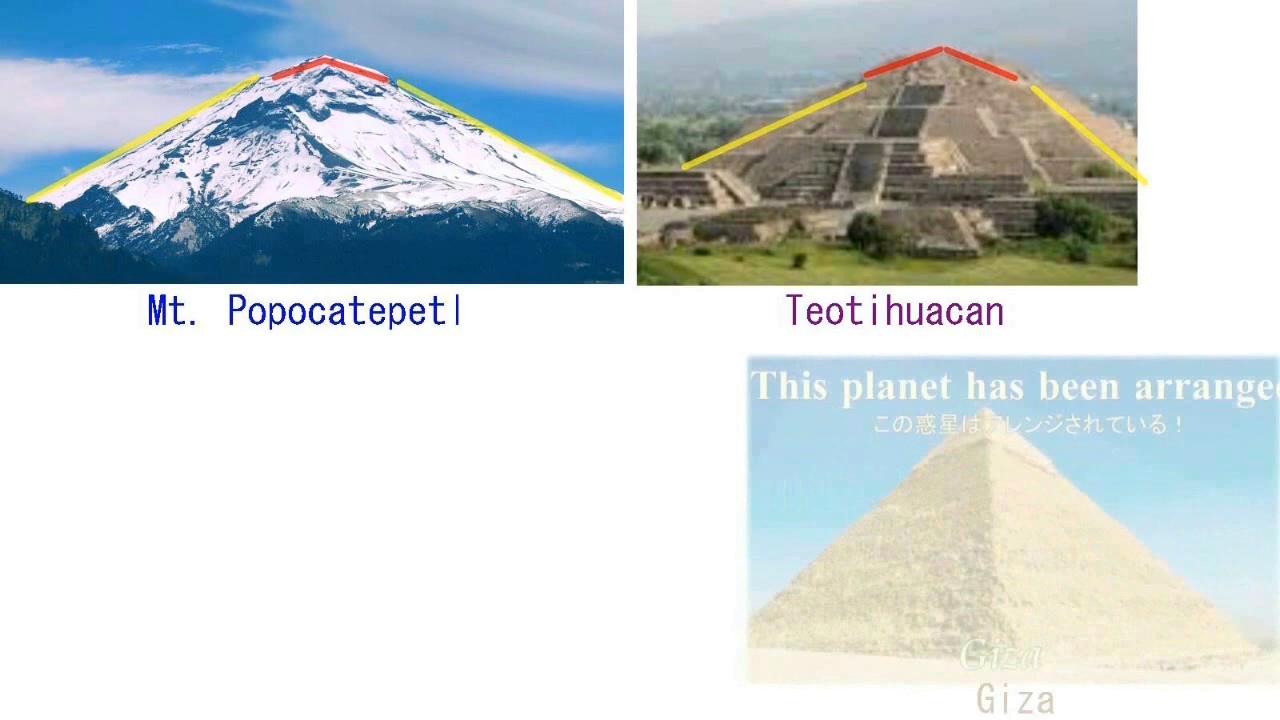 Mt. Popocatepetl
Teotihuacan
This planet has been arranged
この惑星はアレンジされている！
Giza
Giza